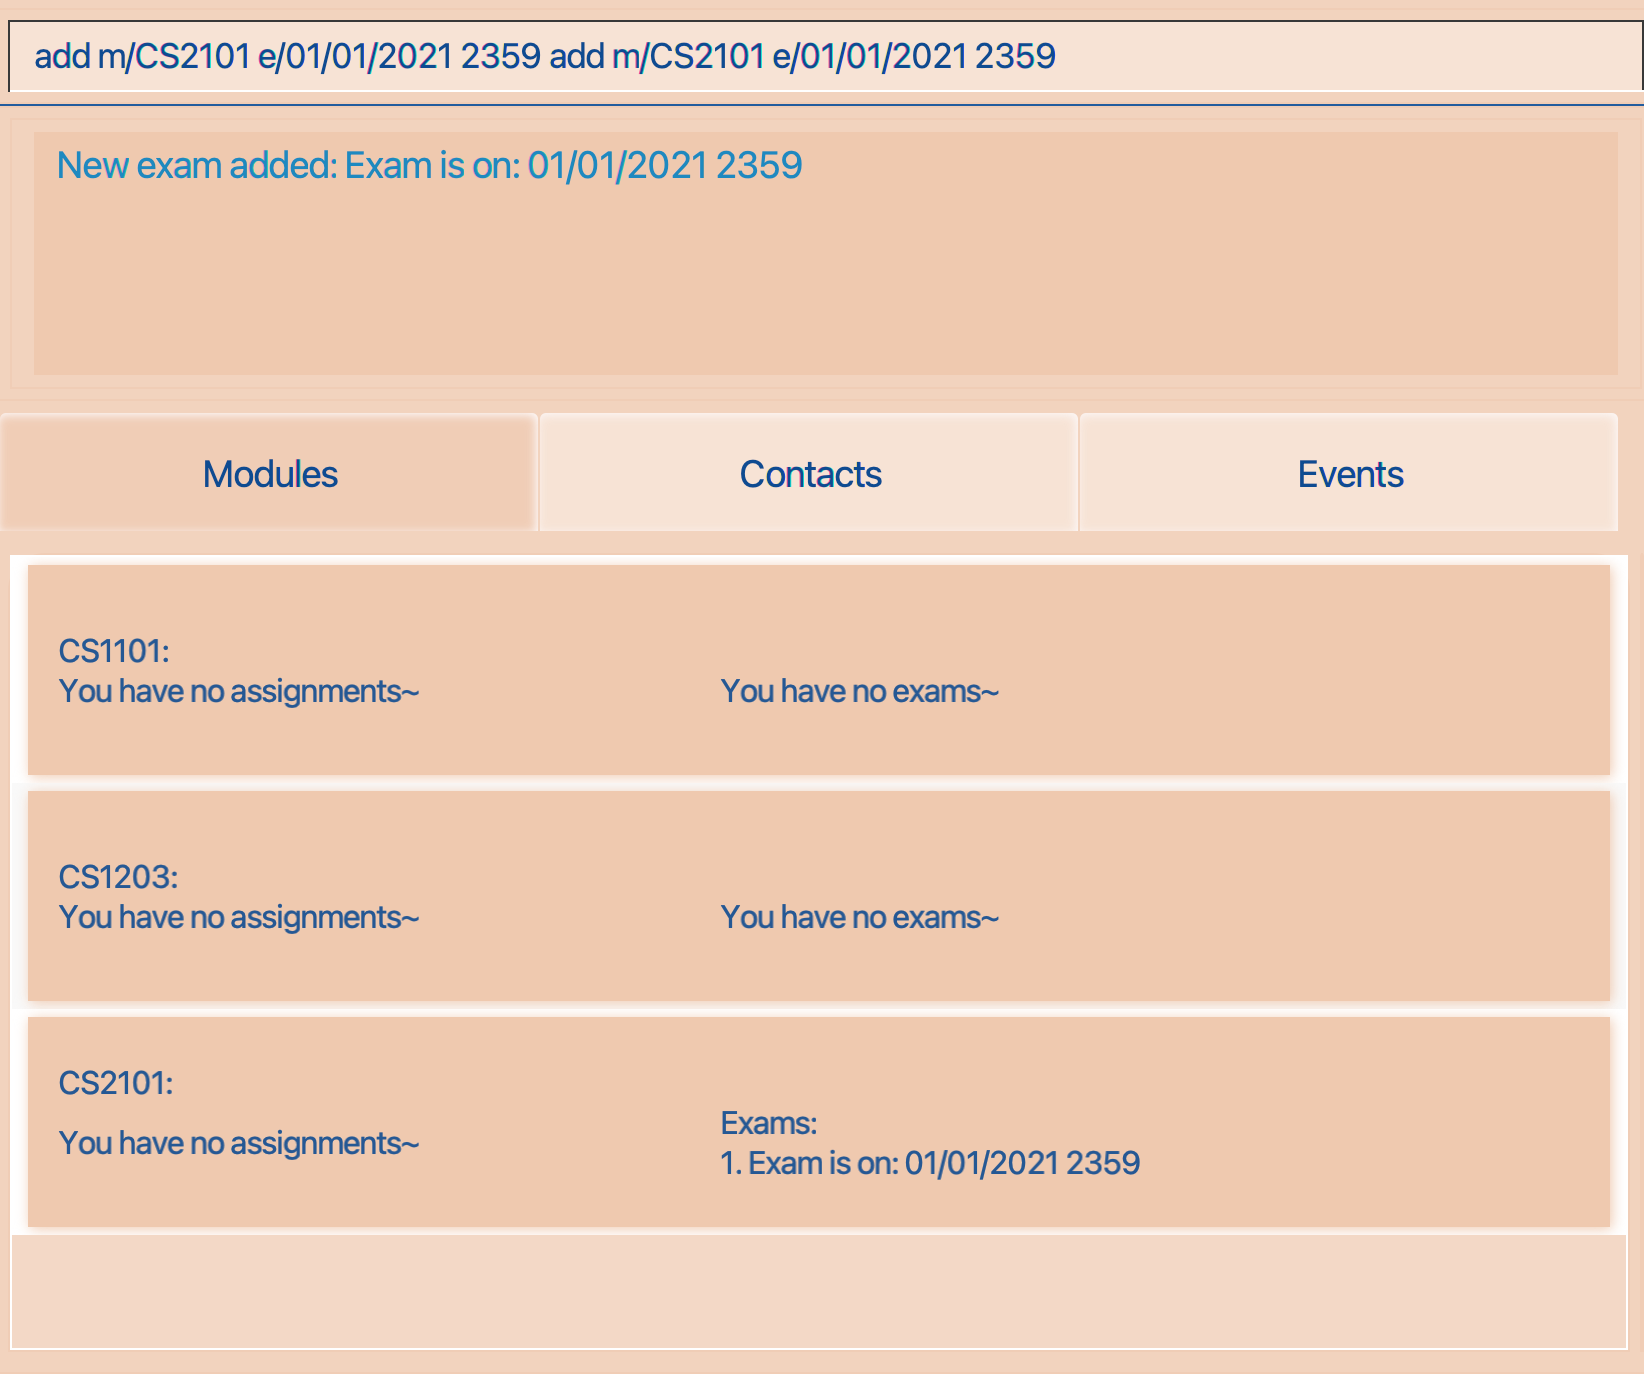 add m/CS2101 e/01/01/2021 2359 add m/CS2101 e/01/01/2021 2359
New exam added: Exam is on: 01/01/2021 2359
Modules
Contacts
Events
CS1101:
You have no assignments~
You have no exams~
CS1203:
You have no assignments~
You have no exams~
CS2101:
You have no assignments~
Exams:
1. Exam is on: 01/01/2021 2359